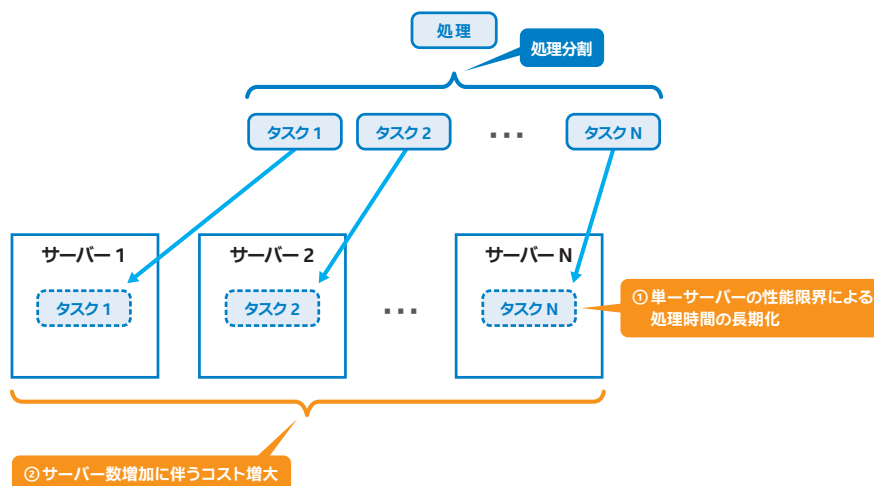 処理
処理分割
タスク 1
タスク 2
...
タスク N
サーバー 1
サーバー 2
サーバー N
タスク 1
タスク 2
...
タスク N
①単一サーバーの性能限界による
処理時間の長期化
②サーバー数増加に伴うコスト増大